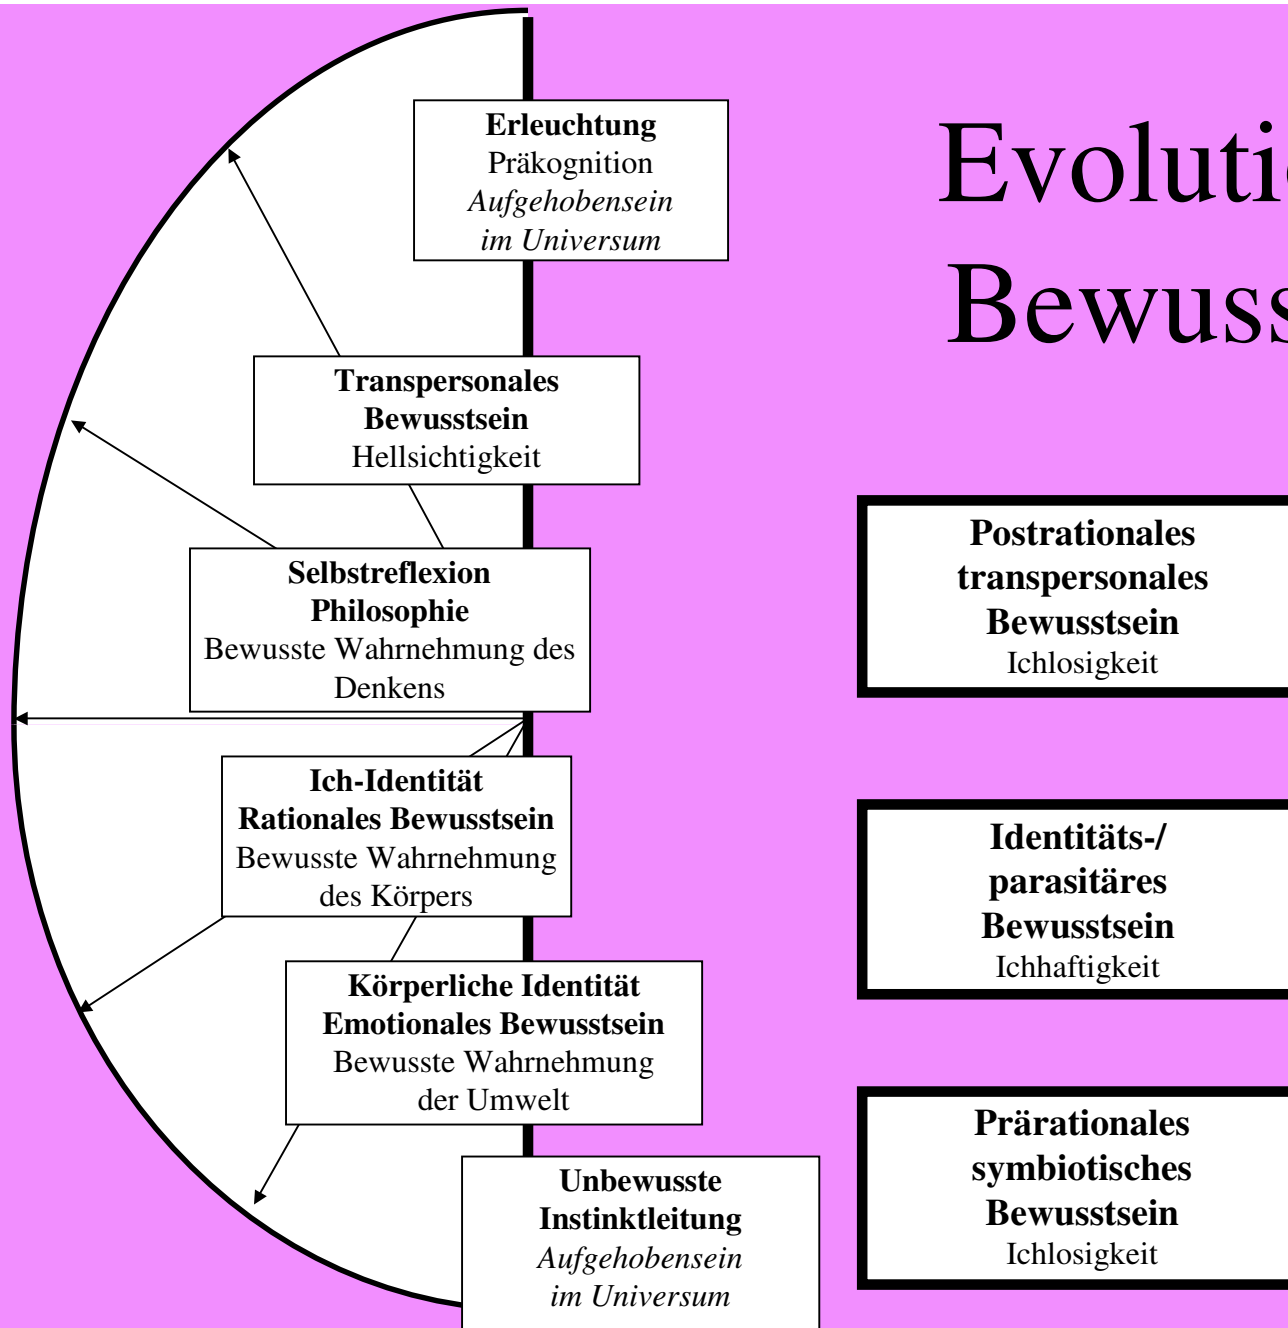 Erleuchtung
Präkognition
Aufgehobensein
im Universum
Transpersonales
Bewusstsein
Hellsichtigkeit
Selbstreflexion
Philosophie
Bewusste Wahrnehmung des
Denkens
Ich-Identität
Rationales Bewusstsein
Bewusste Wahrnehmung
des Körpers
Körperliche Identität
Emotionales Bewusstsein
Bewusste Wahrnehmung
der Umwelt
Unbewusste
Instinktleitung
Aufgehobensein
im Universum
Postrationales
transpersonales
Bewusstsein
Ichlosigkeit
Identitäts-/
parasitäres
Bewusstsein
Ichhaftigkeit
Prärationales
symbiotisches
Bewusstsein
Ichlosigkeit